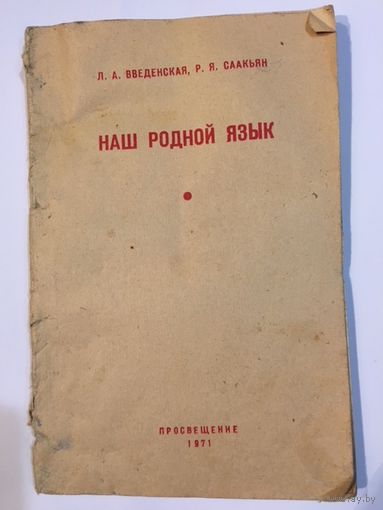 Л. А. ВВЕДЕНСКАЯ, Р. Я. СААКЬЯН
НАШ РОДНОЙ ЯЗЫК
ПРОСВЕЩЕНИЕ
1971